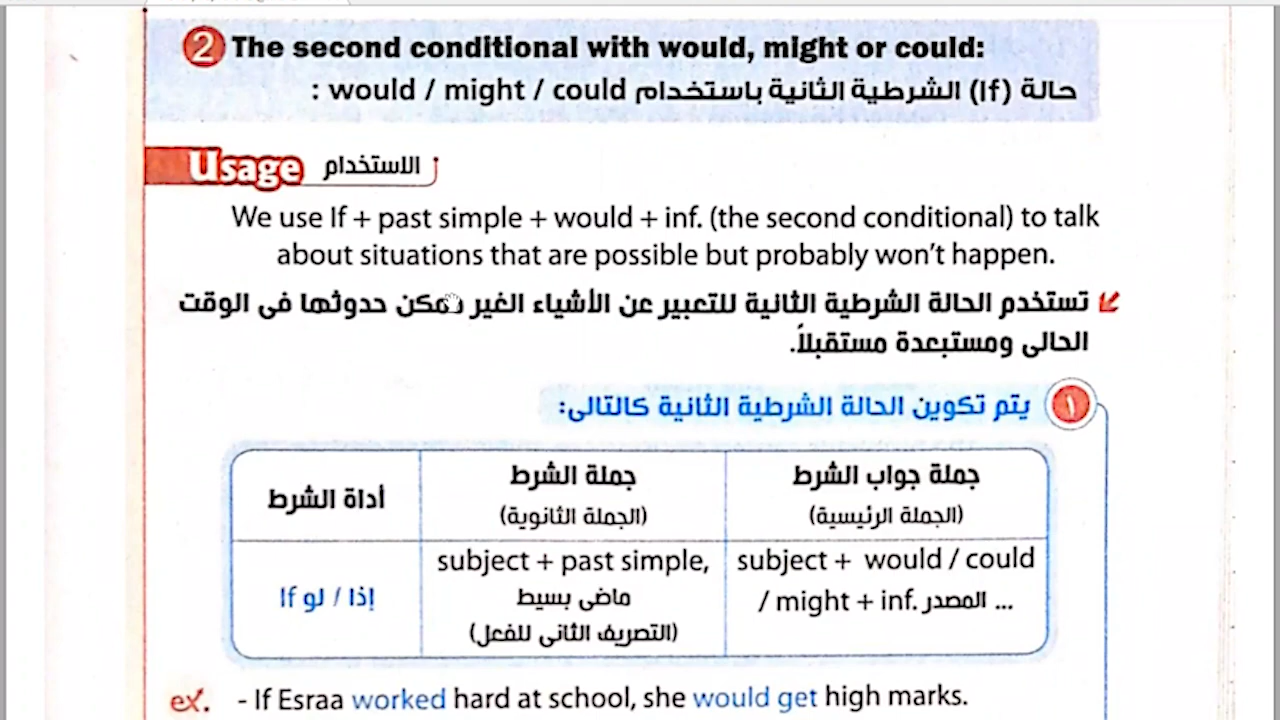 2 The second conditional with would, might or could:
حالة (If) الشرطية الثانية باستخدام would / might / could :
Usage الاستخدام
We use If + past simple + would + inf. (the second conditional) to talk
about situations that are possible but probably won't happen.
تستخدم الحالة الشرطية الثانية للتعبير عن الأشياء الغير ممكن حدوثها فى الوقت
الحالى ومستبعدة مستقبلاً.
١ يتم تكوين الحالة الشرطية الثانية كالتالى:
أداة الشرط
جملة الشرط
(الجملة الثانوية)
جملة جواب الشرط
(الجملة الرئيسية)
إذا / لو If
subject + past simple,
ماضى بسيط
(التصريف الثانى للفعل)
subject + would / could
/ might + inf. المصدر ...
ex. - If Esraa worked hard at school, she would get high marks.